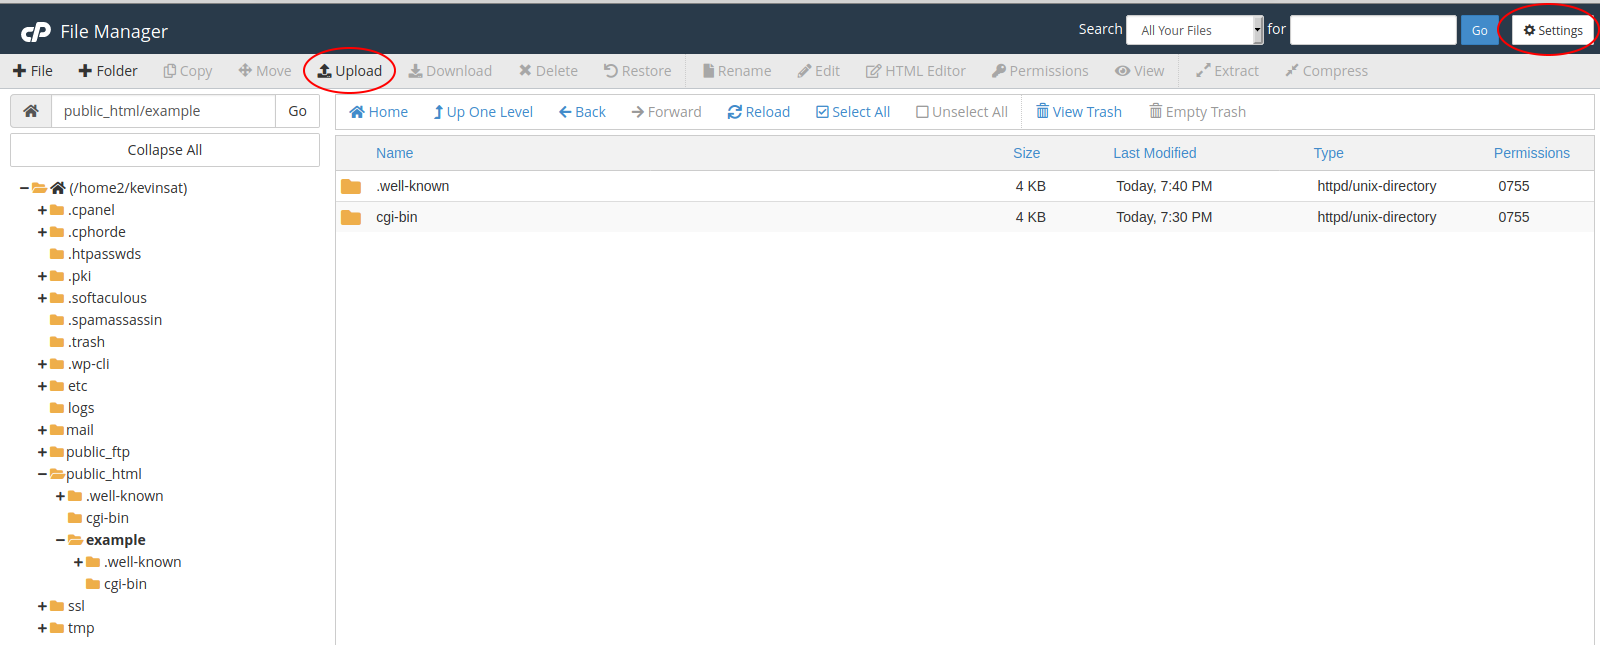 cP File Manager Search All Your Files for Go Settings
File Folder Copy Move Upload Download Delete Restore Rename Edit HTML Editor Permissions View Extract Compress
public_html/example Go
Home Up One Level Back Forward Reload Select All Unselect All View Trash Empty Trash
Collapse All
(/home2/kevinsat)
.cpanel
.cphorde
.htpasswds
.pki
.softaculous
.spamassassin
.trash
.wp-cli
etc
logs
mail
public_ftp
public_html
.well-known
cgi-bin
example
.well-known
cgi-bin
ssl
tmp
Name Size Last Modified Type Permissions
.well-known 4 KB Today, 7:40 PM httpd/unix-directory 0755
cgi-bin 4 KB Today, 7:30 PM httpd/unix-directory 0755